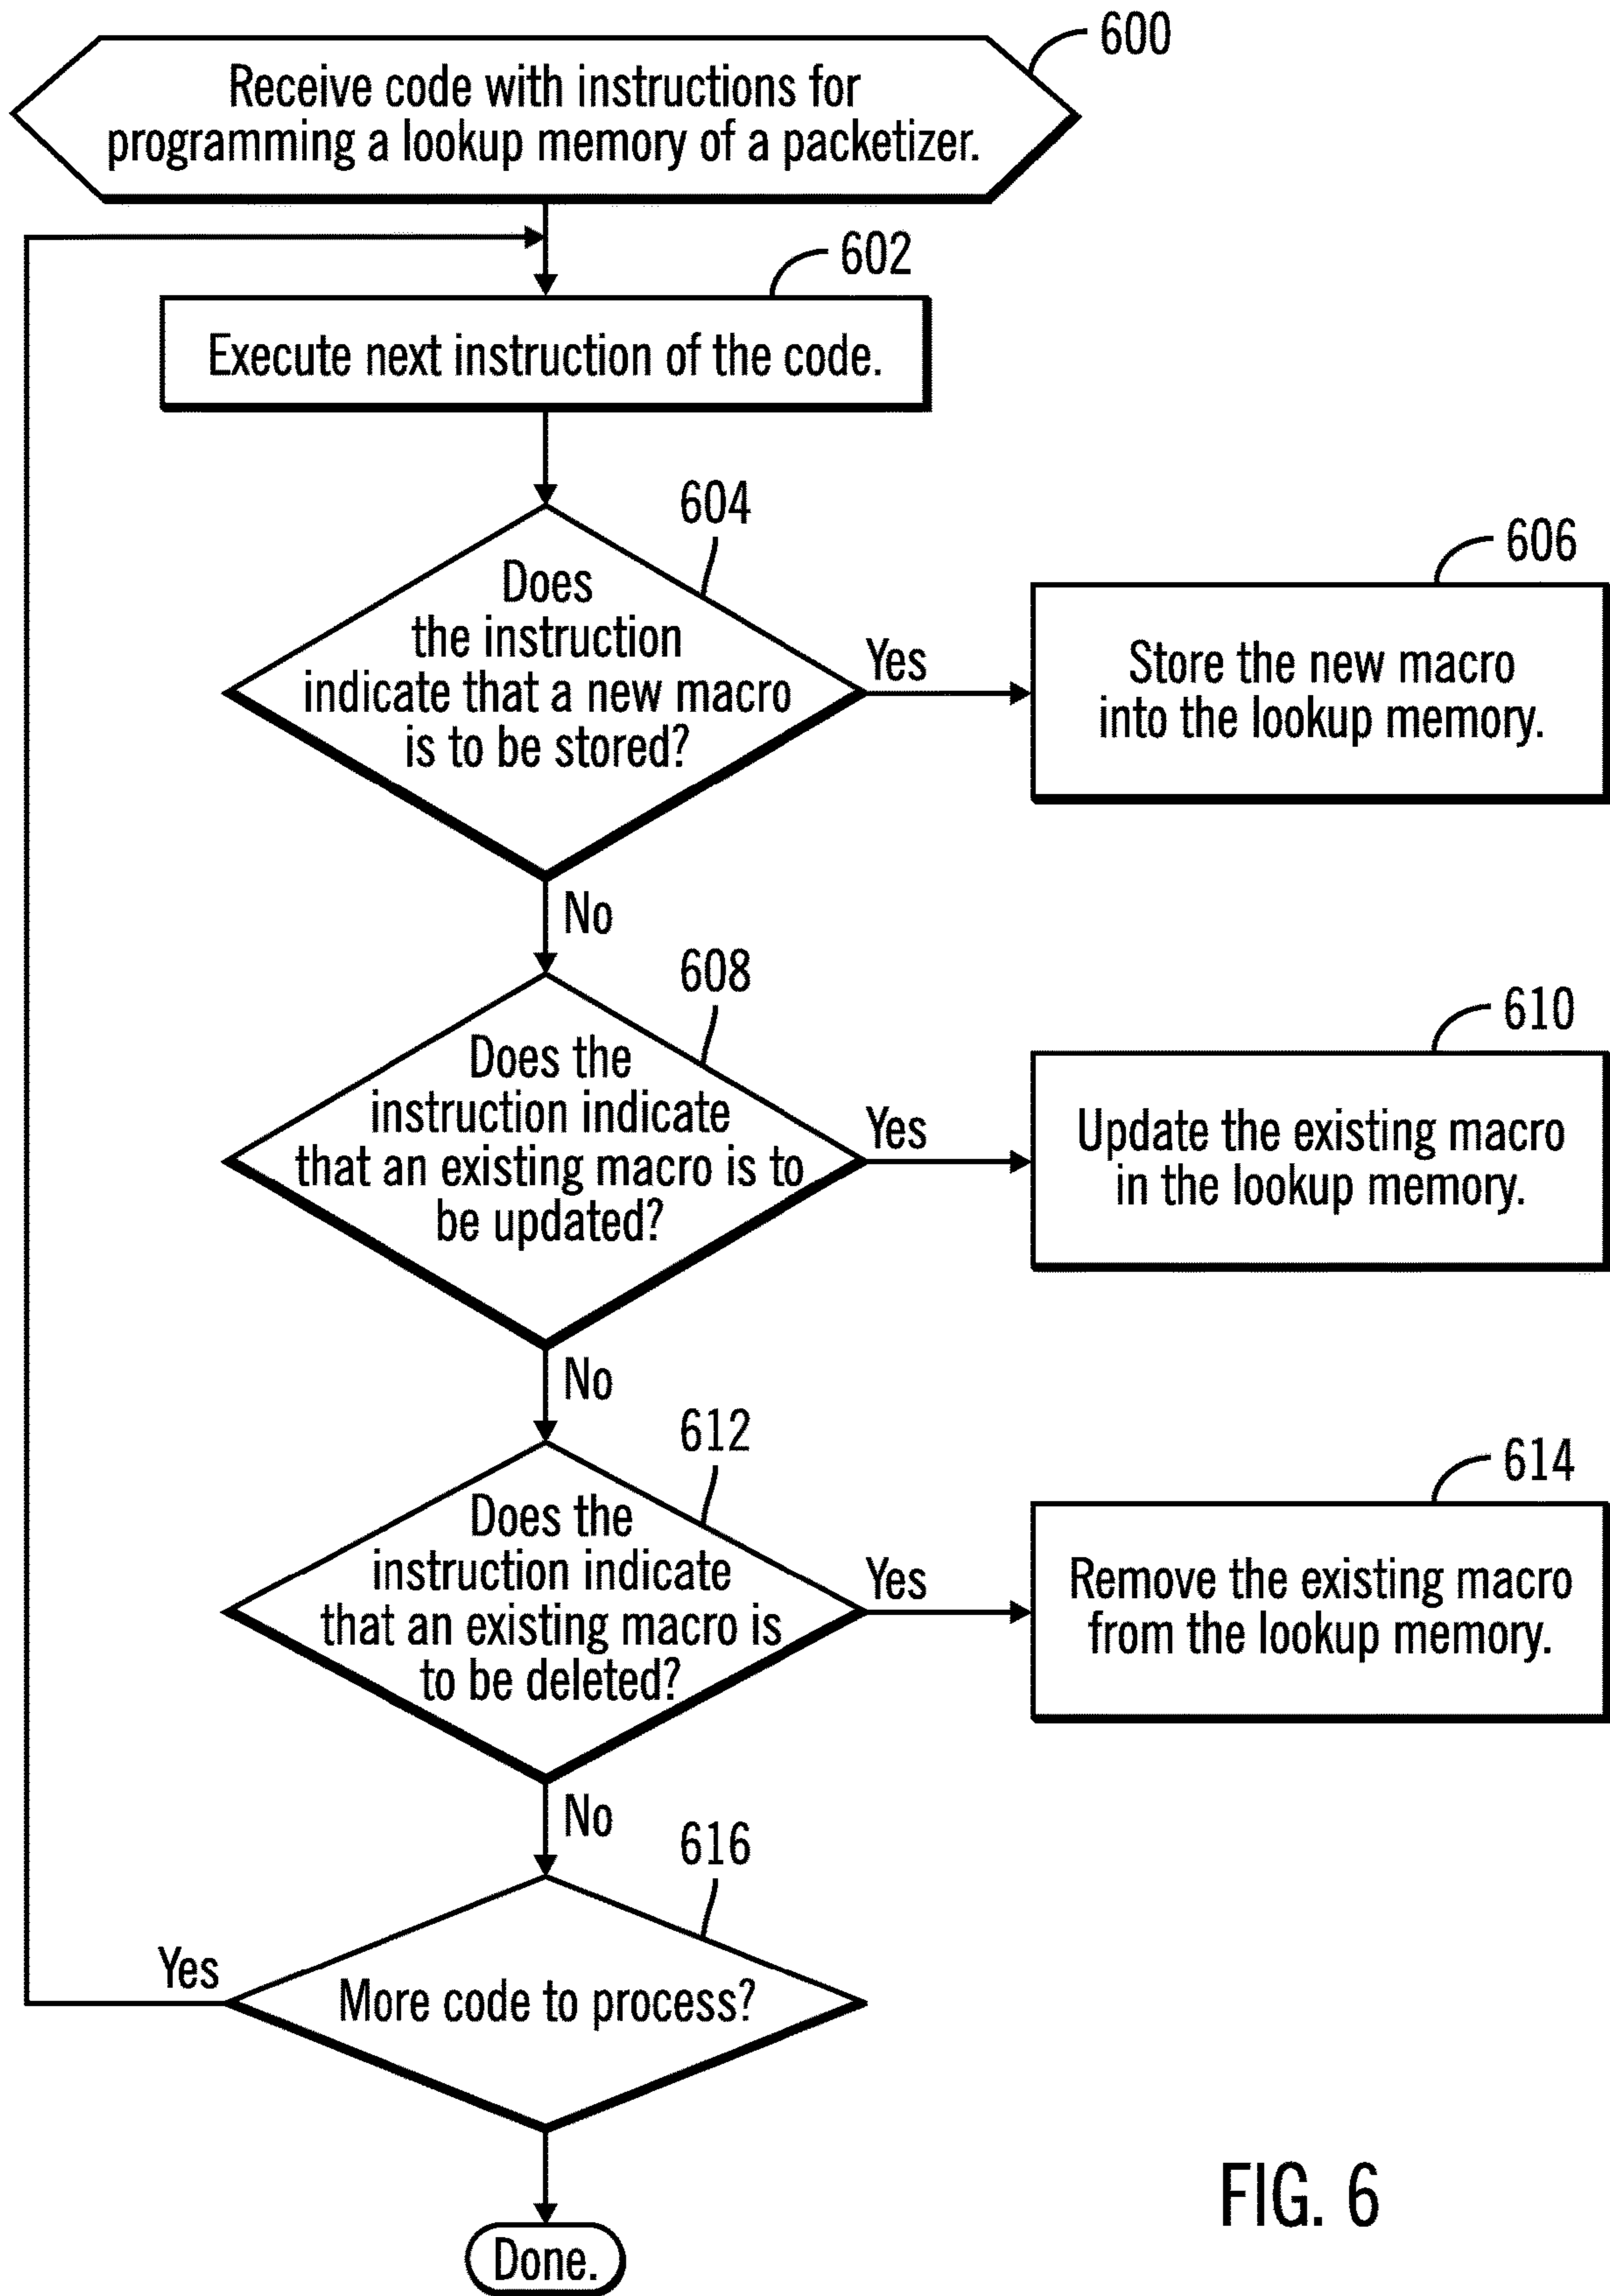 600
Receive code with instructions for
programming a lookup memory of a packetizer.
602
Execute next instruction of the code.
604
Does
the instruction
indicate that a new macro
is to be stored?
Yes
606
Store the new macro
into the lookup memory.
No
608
Does the
instruction indicate
that an existing macro is to
be updated?
Yes
610
Update the existing macro
in the lookup memory.
No
612
Does the
instruction indicate
that an existing macro is
to be deleted?
Yes
614
Remove the existing macro
from the lookup memory.
No
616
Yes
More code to process?
Done.
FIG. 6